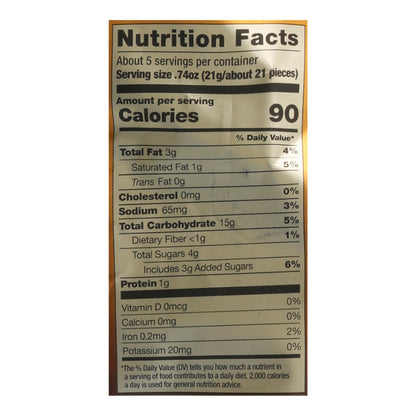 Nutrition Facts
About 5 servings per container
Serving size .74oz (21g/about 21 pieces)
Amount per serving
Calories 90
% Daily Value*
Total Fat 3g 4%
Saturated Fat 1g 5%
Trans Fat 0g
Cholesterol 0mg 0%
Sodium 65mg 3%
Total Carbohydrate 15g 5%
Dietary Fiber <1g 1%
Total Sugars 4g
Includes 3g Added Sugars 6%
Protein 1g
Vitamin D 0mcg 0%
Calcium 0mg 0%
Iron 0.2mg 2%
Potassium 20mg 0%
*The % Daily Value (DV) tells you how much a nutrient in
a serving of food contributes to a daily diet. 2,000 calories
a day is used for general nutrition advice.